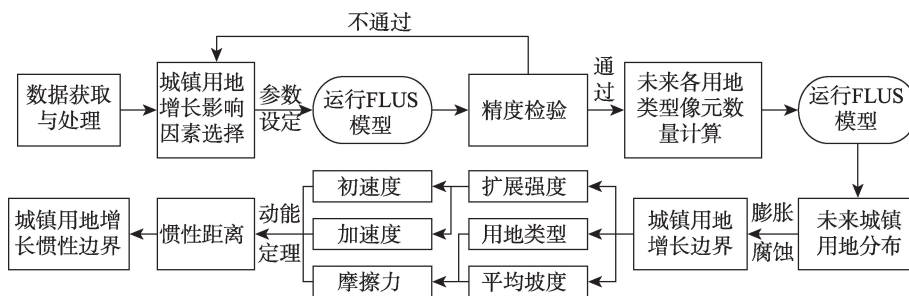 不通过
数据获取
与处理
城镇用地
增长影响
因素选择
参数
设定
运行FLUS
模型
精度检验
通
过
未来各用地
类型像元数
量计算
运行FLUS
模型
未来城镇
用地分布
膨胀
腐蚀
城镇用地
增长边界
扩展强度
用地类型
平均坡度
初速度
加速度
摩擦力
动能
定理
惯性距离
城镇用地增
长惯性边界